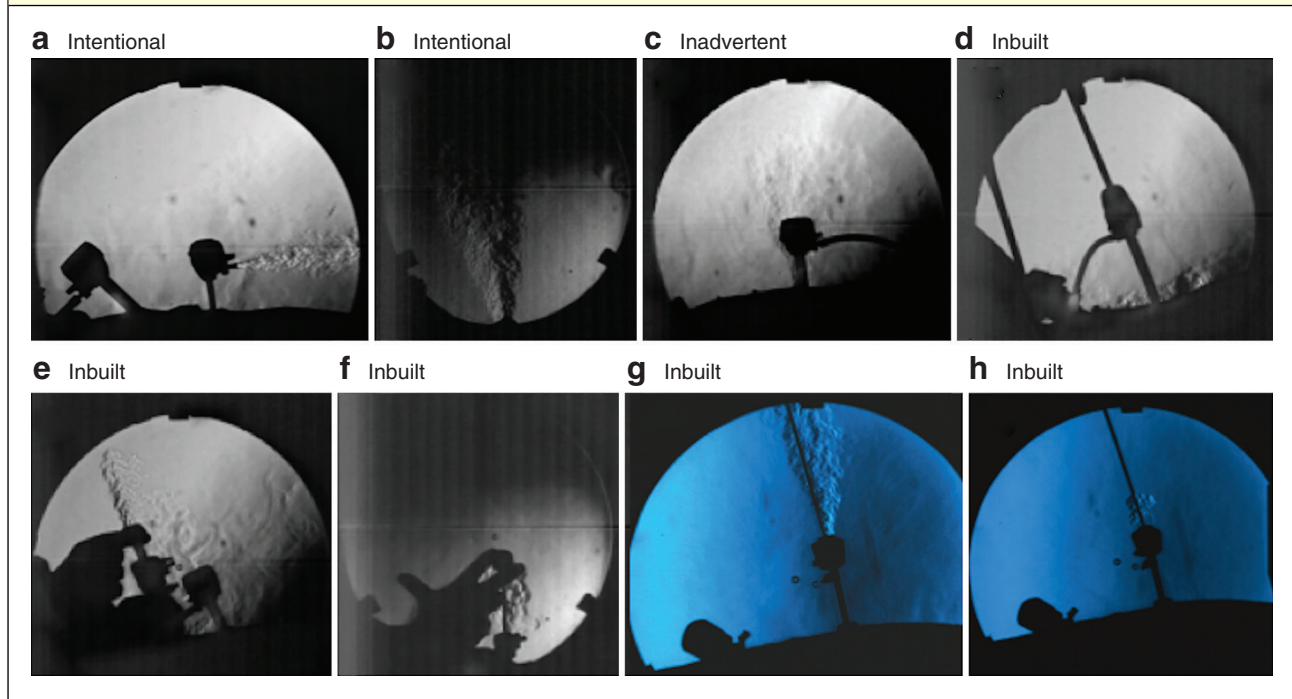 a Intentional
b Intentional
c Inadvertent
d Inbuilt
e Inbuilt
f Inbuilt
g Inbuilt
h Inbuilt